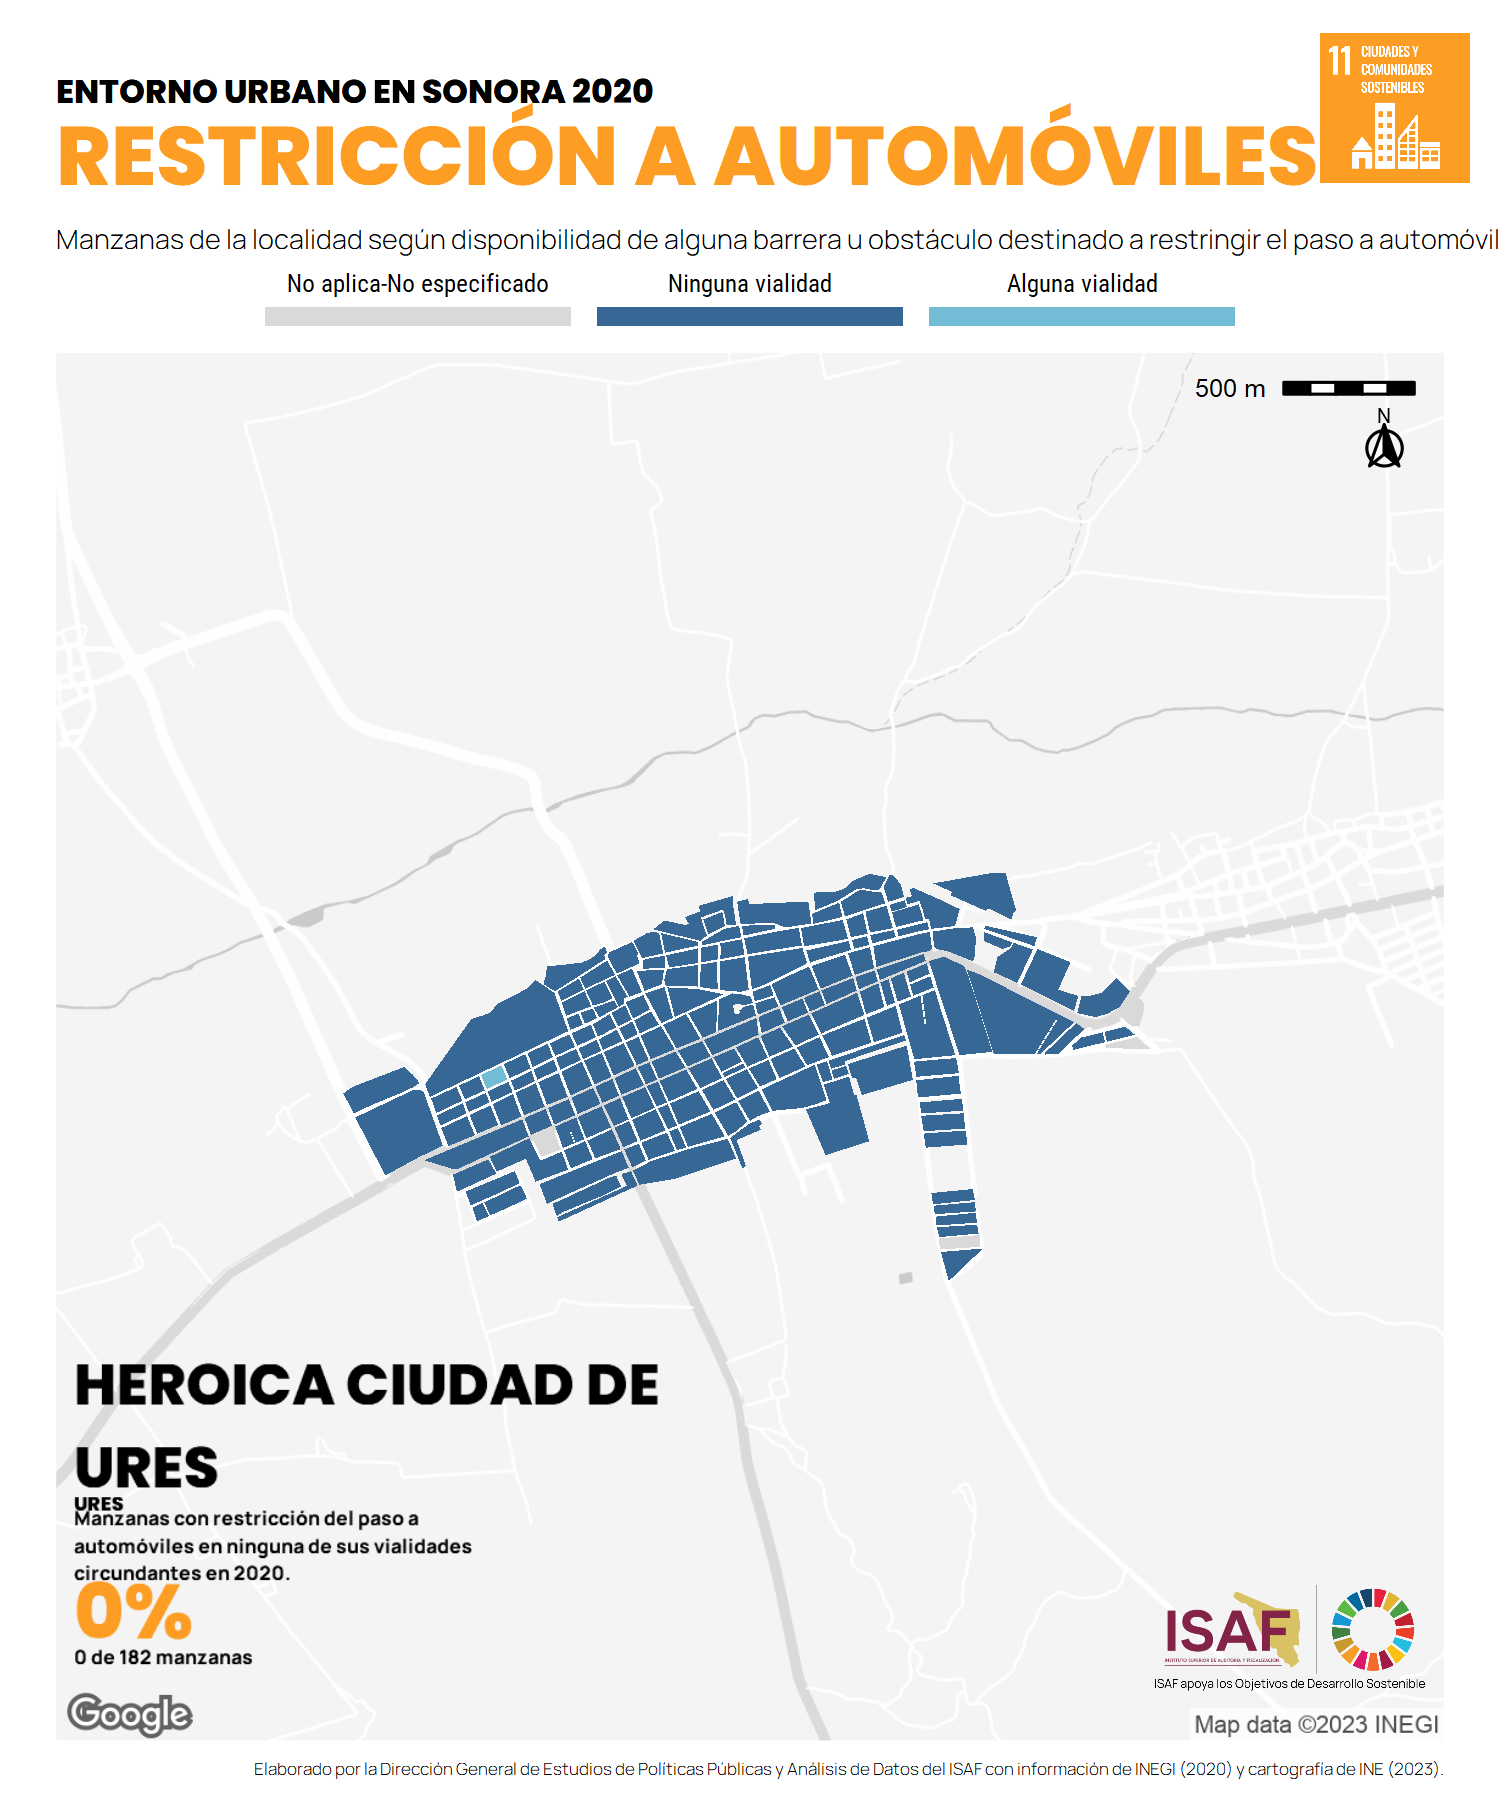 ENTORNO URBANO EN SONORA 2020
RESTRICCIÓN A AUTOMÓVILES
11 CIUDADES Y
COMUNIDADES
SOSTENIBLES
Manzanas de la localidad según disponibilidad de alguna barrera u obstáculo destinado a restringir el paso a automóvil
No aplica-No especificado
Ninguna vialidad
Alguna vialidad
500 m
N
HEROICA CIUDAD DE
URES
URES
Manzanas con restricción del paso a
automóviles en ninguna de sus vialidades
circundantes en 2020.
0%
0 de 182 manzanas
Google
ISAF
INSTITUTO SUPERIOR DE AUDITORÍA Y FISCALIZACIÓN
ISAF apoya los Objetivos de Desarrollo Sostenible
Map data ©2023 INEGI
Elaborado por la Dirección General de Estudios de Políticas Públicas y Análisis de Datos del ISAF con información de INEGI (2020) y cartografía de INE (2023).